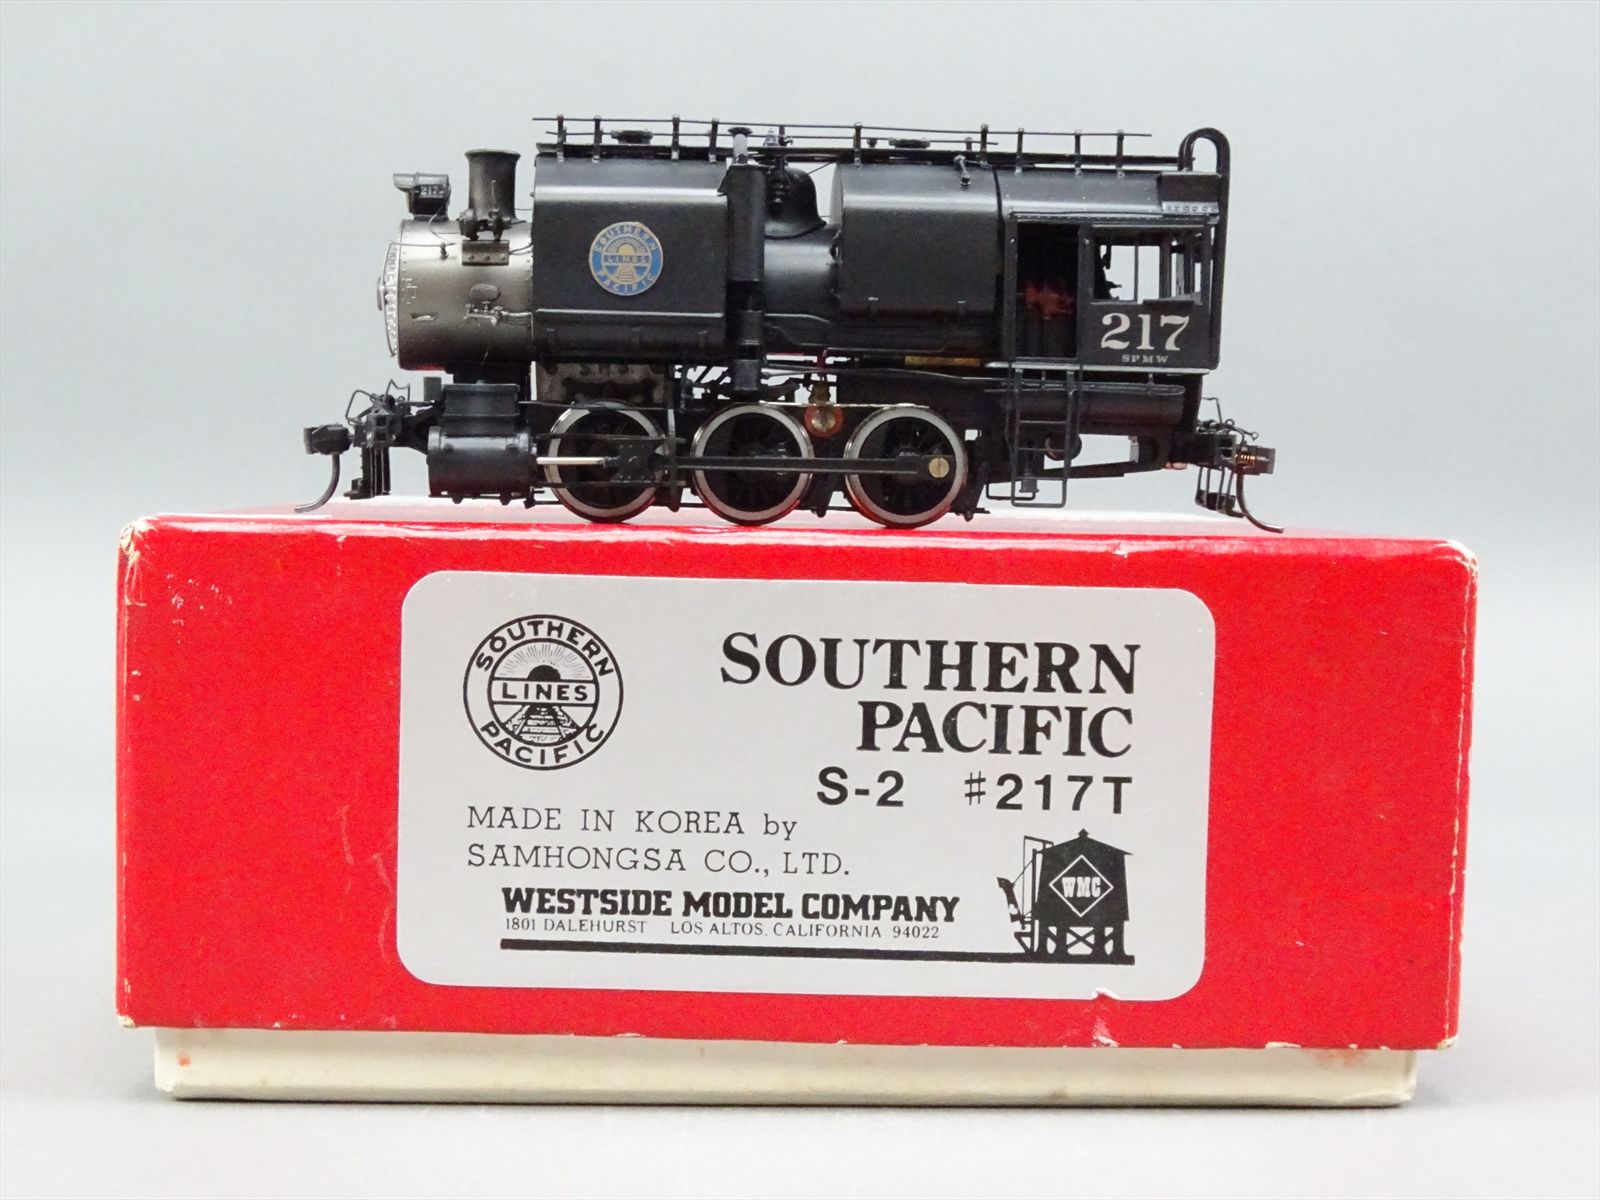 217
SOUTHERN
LINES
PACIFIC
217
SPMW
SOUTHERN
LINES
PACIFIC
SOUTHERN
PACIFIC
S-2 #217T
MADE IN KOREA by
SAMHONGSA CO., LTD.
WESTSIDE MODEL COMPANY
1801 DALEHURST LOS ALTOS, CALIFORNIA 94022
WMC